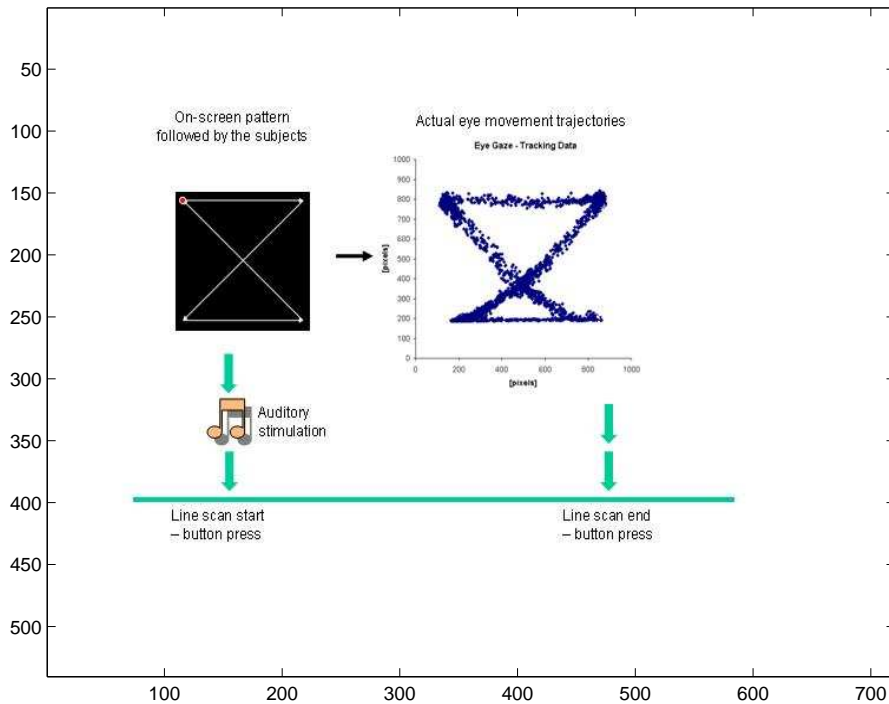 50
100
150
200
250
300
350
400
450
500
On-screen pattern
followed by the subjects
Actual eye movement trajectories
Eye Gaze - Tracking Data
1000
900
800
700
600
500
400
300
200
100
0
[pixels]
0 200 400 600 800 1000
[pixels]
Auditory
stimulation
Line scan start
– button press
Line scan end
– button press
100 200 300 400 500 600 700